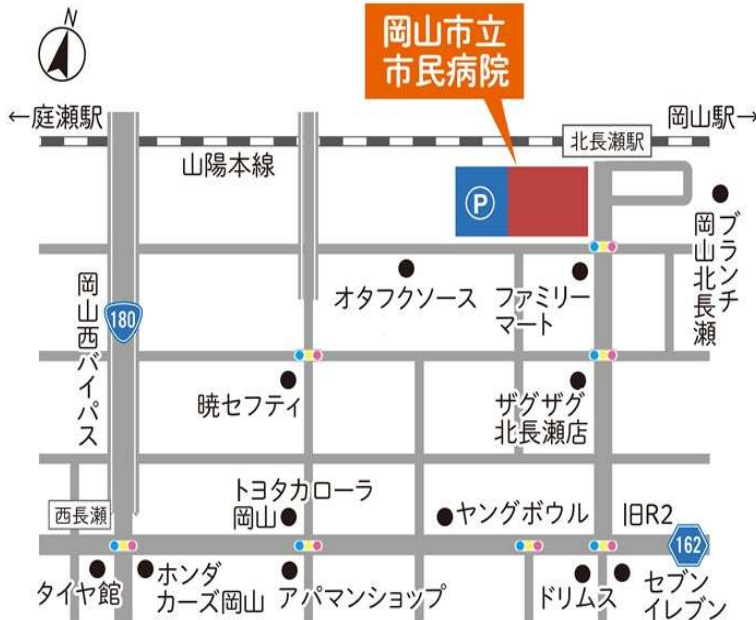 N
岡山市立
市民病院
←庭瀬駅
岡山駅→
北長瀬駅
山陽本線
P
ブランチ
岡山北長瀬
オタフクソース
ファミリー
マート
岡山西バイパス
180
暁セフティ
ザグザグ
北長瀬店
トヨタカローラ
岡山
ヤングボウル
旧R2
西長瀬
162
タイヤ館
ホンダ
カーズ岡山
アパマンショップ
ドリムス
セブン
イレブン